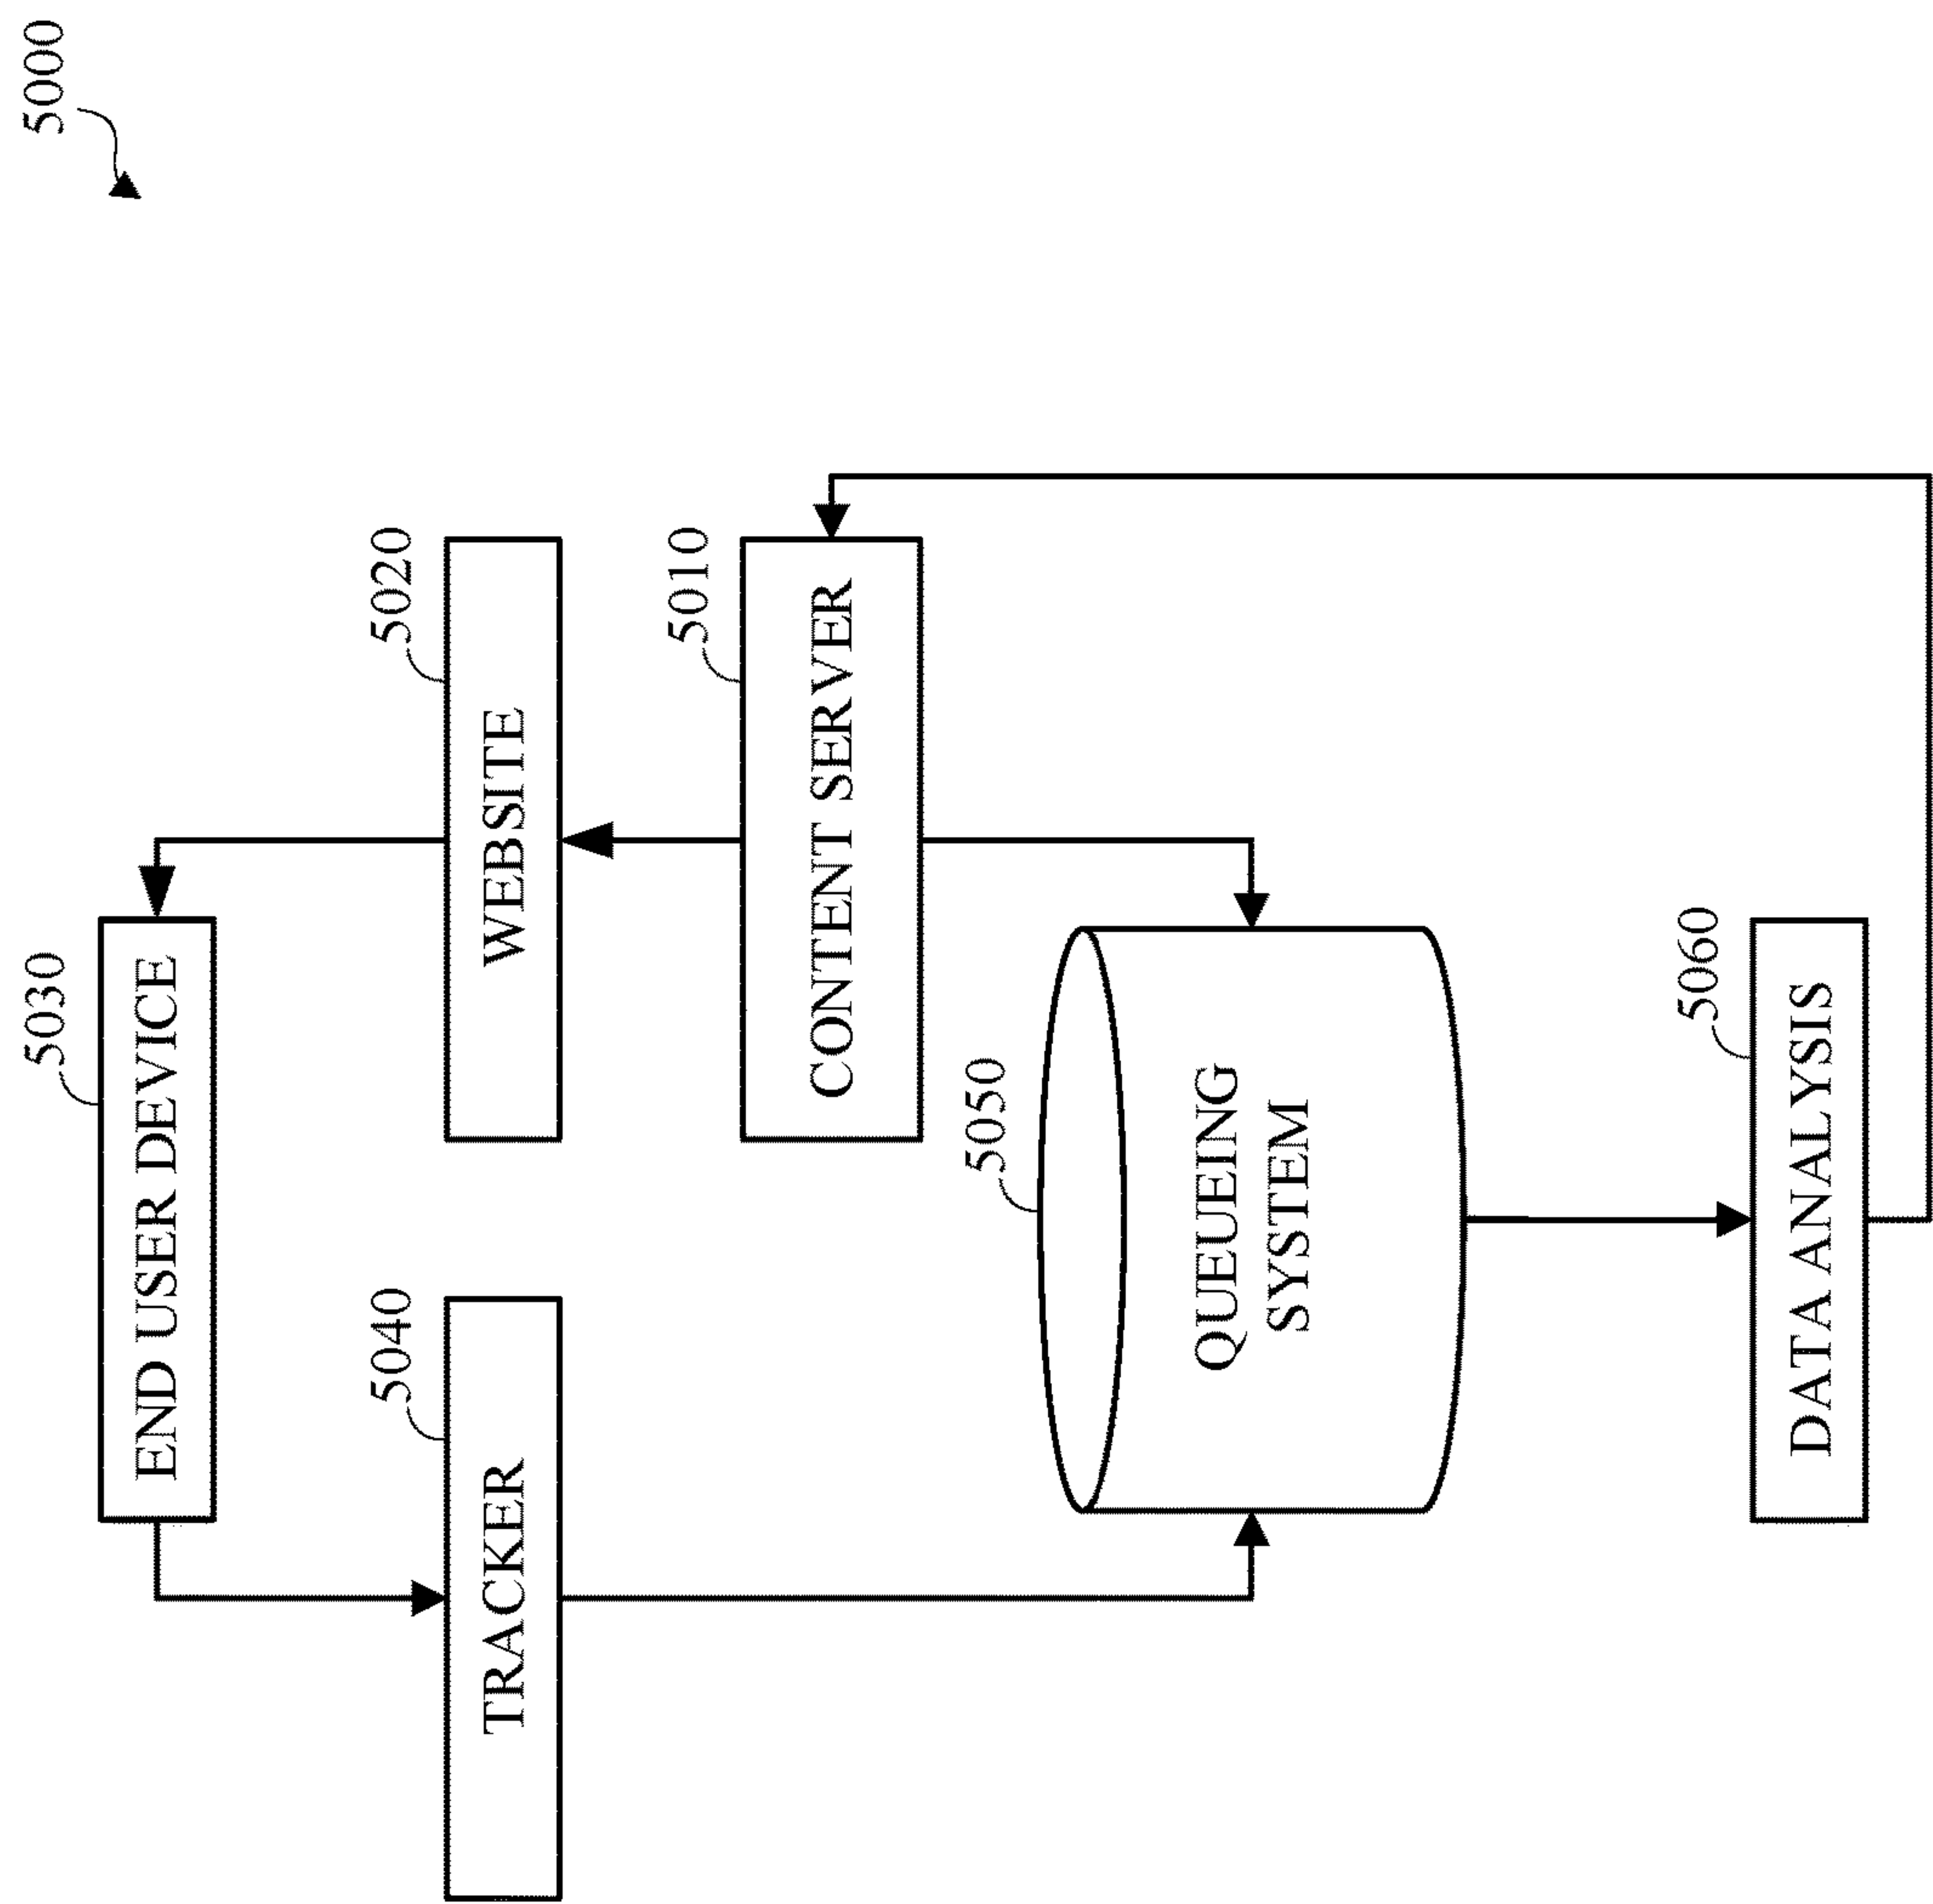 5000
5030
END USER DEVICE
5020
WEBSITE
5040
TRACKER
5010
CONTENT SERVER
5050
QUEUEING
SYSTEM
5060
DATA ANALYSIS